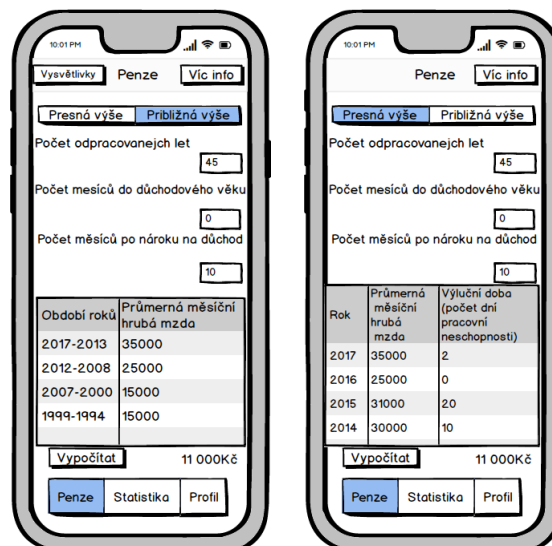 10:01 PM
Vysvětlivky Penze Víc info
Presná výše Približná výše
Počet odpracovanejch let
45
Počet mesíců do důchodového věku
0
Počet měsíců po nároku na důchod
10
Období roků Průmerná měsíční
hrubá mzda
2017-2013 35000
2012-2008 25000
2007-2000 15000
1999-1994 15000
Vypočítat 11 000Kč
Penze Statistika Profil
10:01 PM
Penze Víc info
Presná výše Približná výše
Počet odpracovanejch let
45
Počet mesíců do důchodového věku
0
Počet měsíců po nároku na důchod
10
Rok Průmerná měsíční hrubá mzda Výluční doba (počet dní pracovní neschopnosti)
2017 35000 2
2016 25000 0
2015 31000 20
2014 30000 10
Vypočítat 11 000Kč
Penze Statistika Profil